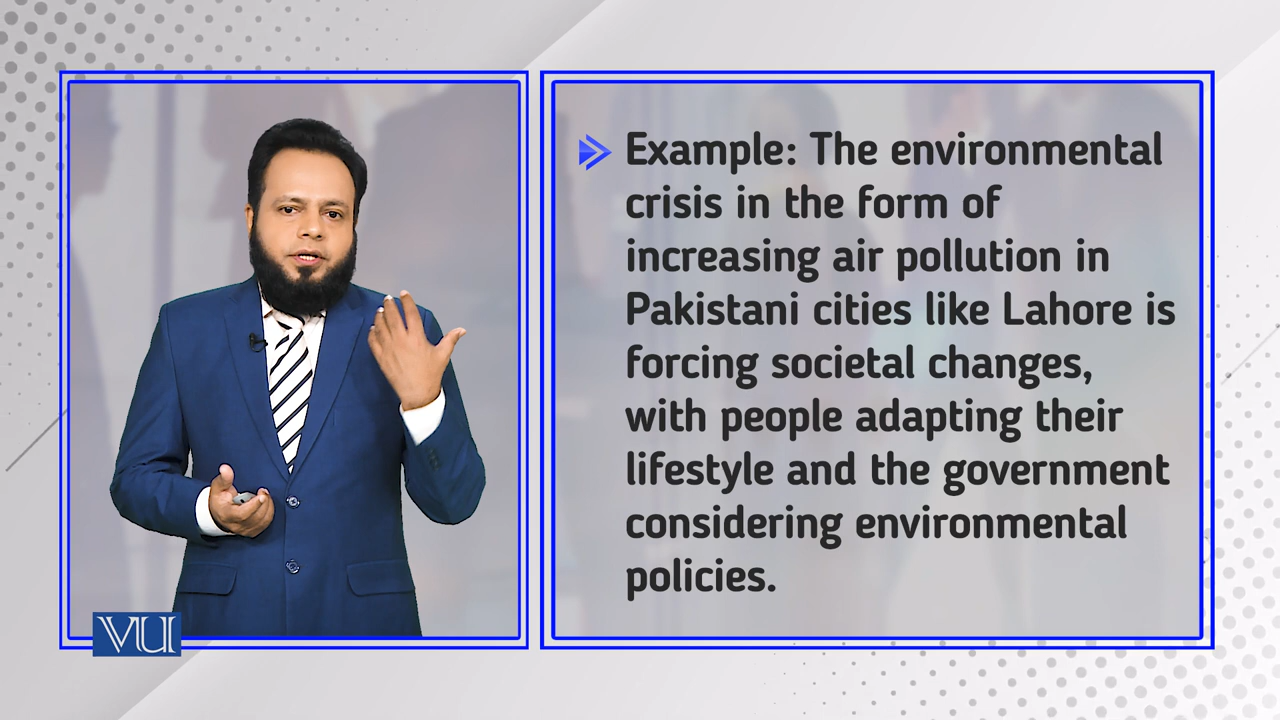 Example: The environmental
crisis in the form of
increasing air pollution in
Pakistani cities like Lahore is
forcing societal changes,
with people adapting their
lifestyle and the government
considering environmental
policies.
VU